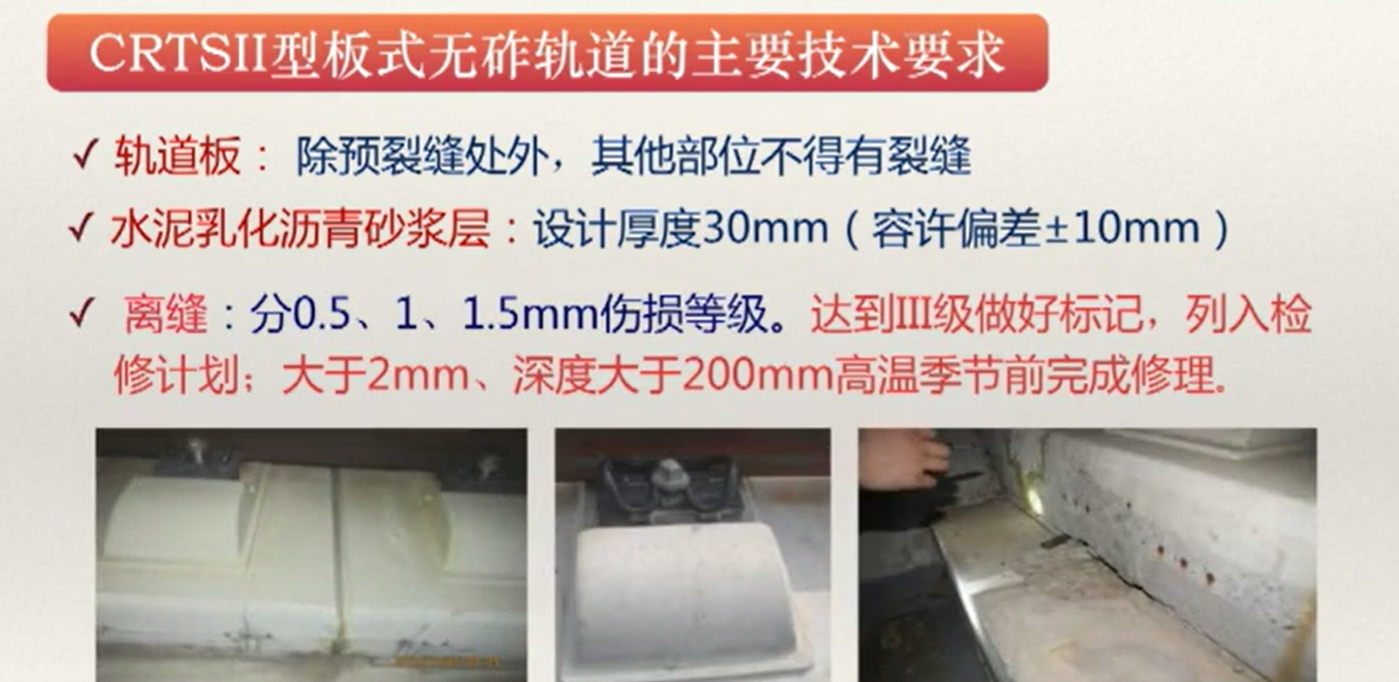 CRTSII型板式无砟轨道的主要技术要求
✓ 轨道板： 除预裂缝处外，其他部位不得有裂缝
✓ 水泥乳化沥青砂浆层：设计厚度30mm（容许偏差±10mm）
✓ 离缝：分0.5、1、1.5mm伤损等级。达到III级做好标记，列入检
修计划；大于2mm、深度大于200mm高温季节前完成修理。